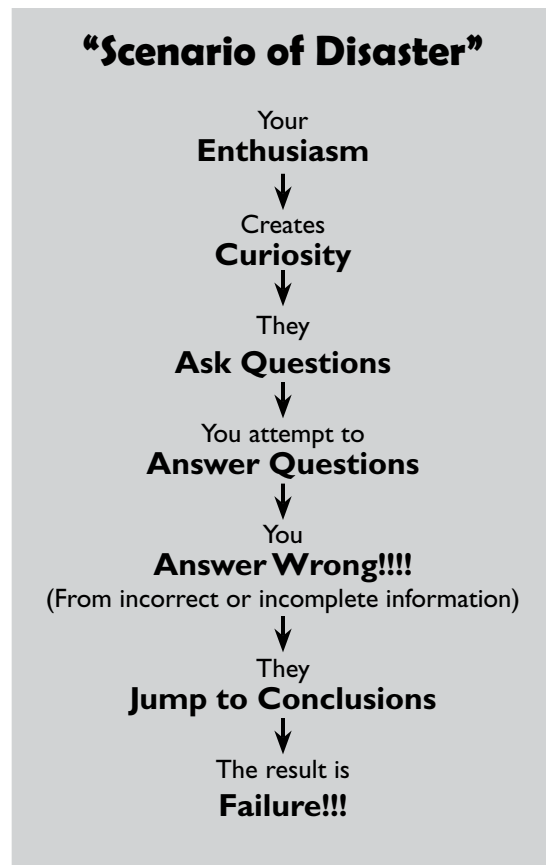 “Scenario of Disaster”
Your
Enthusiasm
Creates
Curiosity
They
Ask Questions
You attempt to
Answer Questions
You
Answer Wrong!!!!
(From incorrect or incomplete information)
They
Jump to Conclusions
The result is
Failure!!!